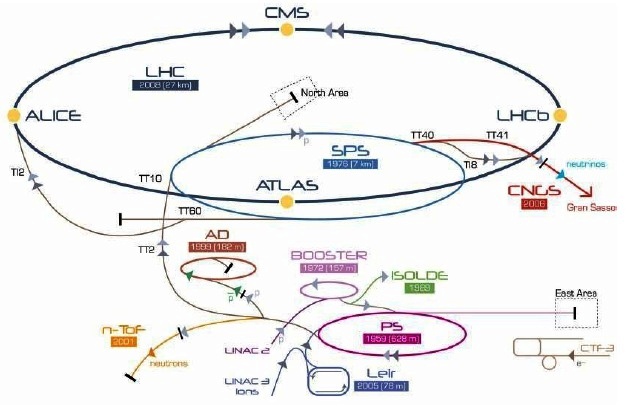 CMS
LHC
2008 (27 km)
North Area
ALICE
LHCb
TT40
TT41
SPS
1976 (7 km)
TI8
neutrinos
TI2
TT10
ATLAS
CNGS
2006
Gran Sasso
TT60
AD
1999 (182 m)
TT2
BOOSTER
1972 (157 m)
ISOLDE
1989
East Area
p
p
p
n-ToF
2001
PS
1959 (628 m)
LINAC 2
neutrons
CTF3
e-
LINAC 3
Ions
Leir
2005 (78 m)